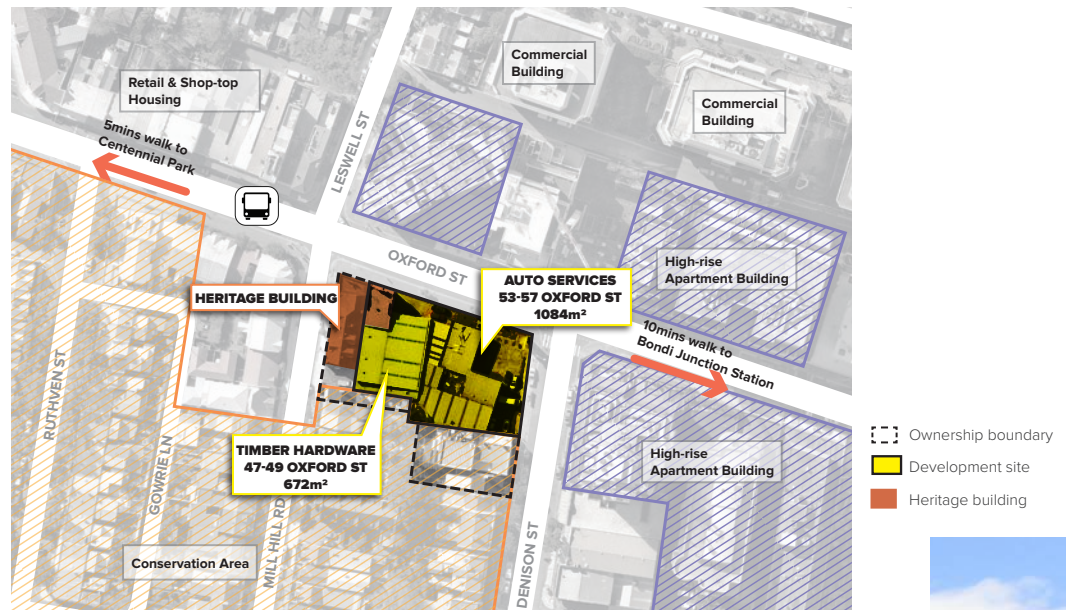 Retail & Shop-top
Housing
Commercial
Building
Commercial
Building
5mins walk to
Centennial Park
LESWELL ST
OXFORD ST
HERITAGE BUILDING
AUTO SERVICES
53-57 OXFORD ST
1084m²
High-rise
Apartment Building
10mins walk to
Bondi Junction Station
RUTHVEN ST
GOWRIE LN
MILL HILL RD
TIMBER HARDWARE
47-49 OXFORD ST
672m²
High-rise
Apartment Building
DENISON ST
Conservation Area
Ownership boundary
Development site
Heritage building